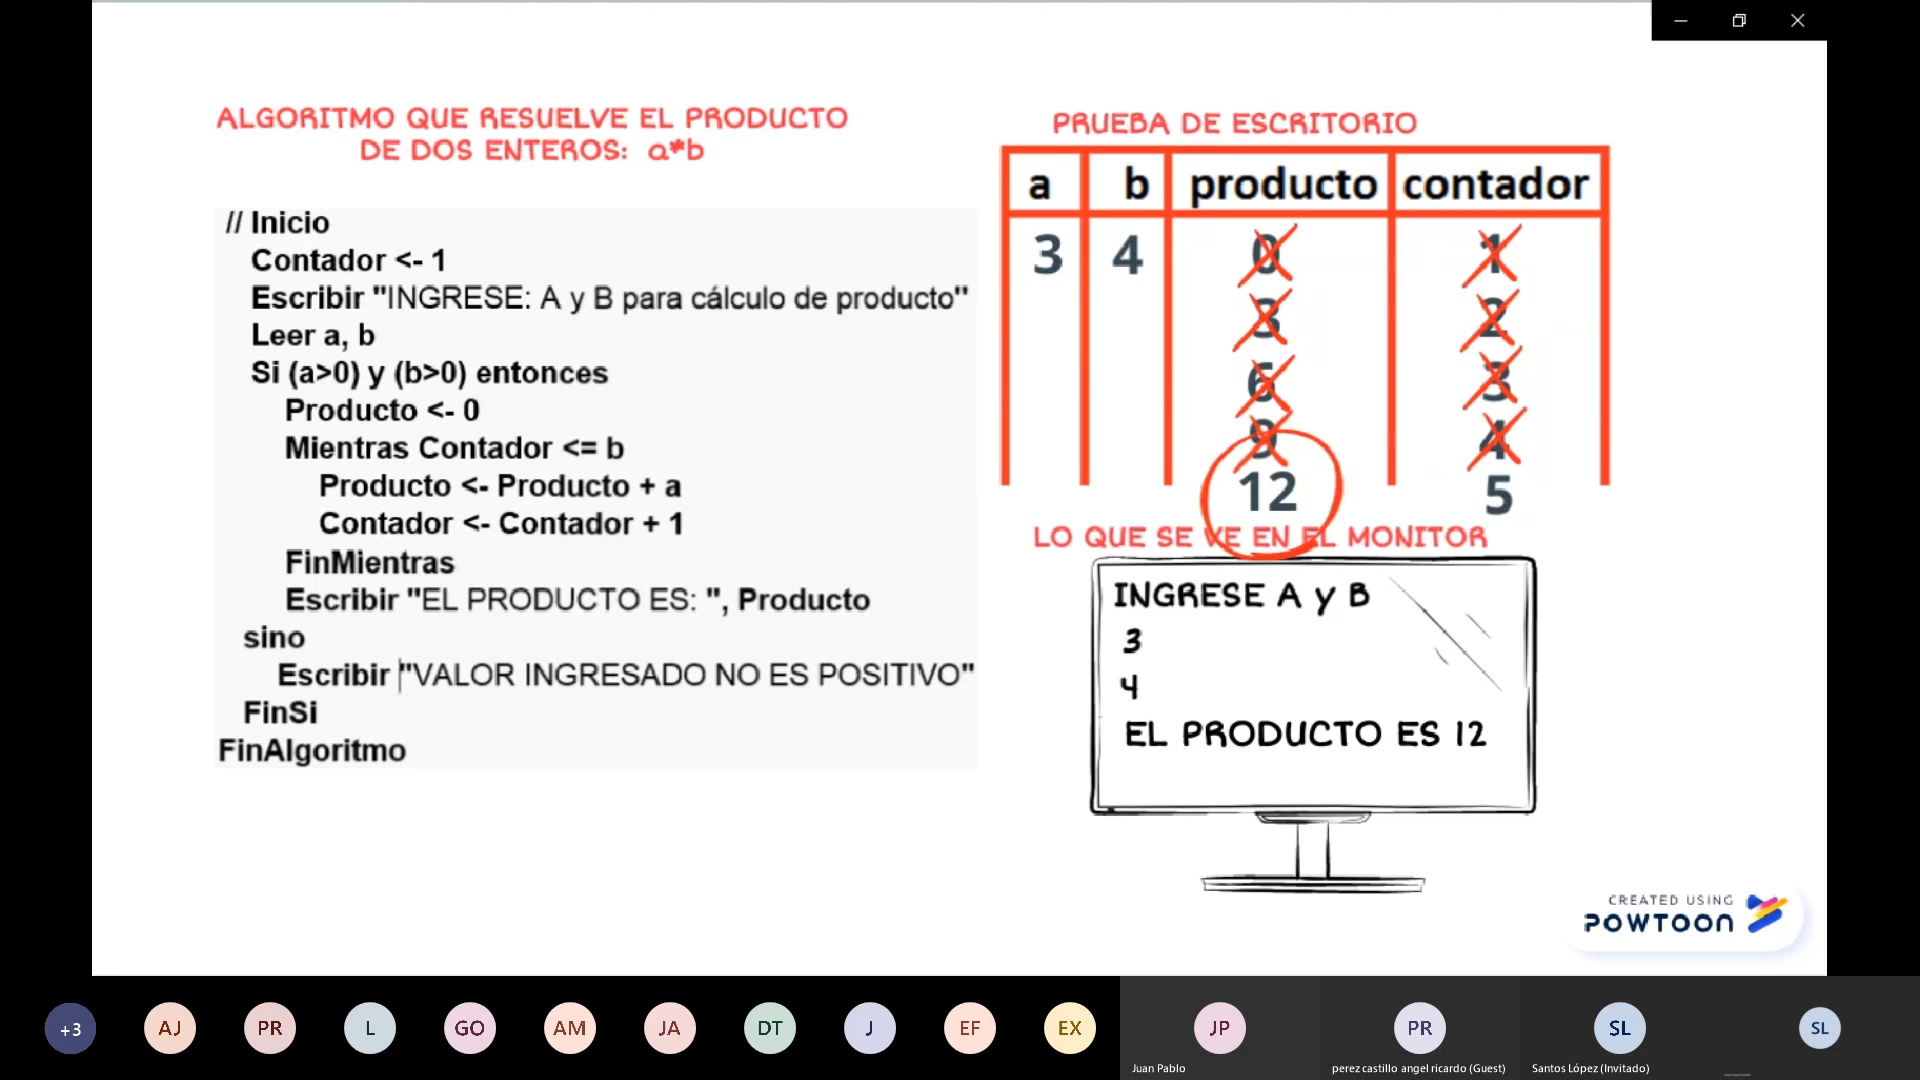 ALGORITMO QUE RESUELVE EL PRODUCTO
DE DOS ENTEROS: a*b
// Inicio
Contador <- 1
Escribir "INGRESE: A y B para cálculo de producto"
Leer a, b
Si (a>0) y (b>0) entonces
Producto <- 0
Mientras Contador <= b
Producto <- Producto + a
Contador <- Contador + 1
FinMientras
Escribir "EL PRODUCTO ES: ", Producto
sino
Escribir "VALOR INGRESADO NO ES POSITIVO"
FinSi
FinAlgoritmo
PRUEBA DE ESCRITORIO
a b producto contador
3 4 0 1
3 2
6 3
9 4
12 5
LO QUE SE VE EN EL MONITOR
INGRESE A y B
3
4
EL PRODUCTO ES 12
CREATED USING
POWTOON
+3 AJ PR L GO AM JA DT J EF EX JP PR SL SL
Juan Pablo perez castillo angel ricardo (Guest) Santos López (Invitado)